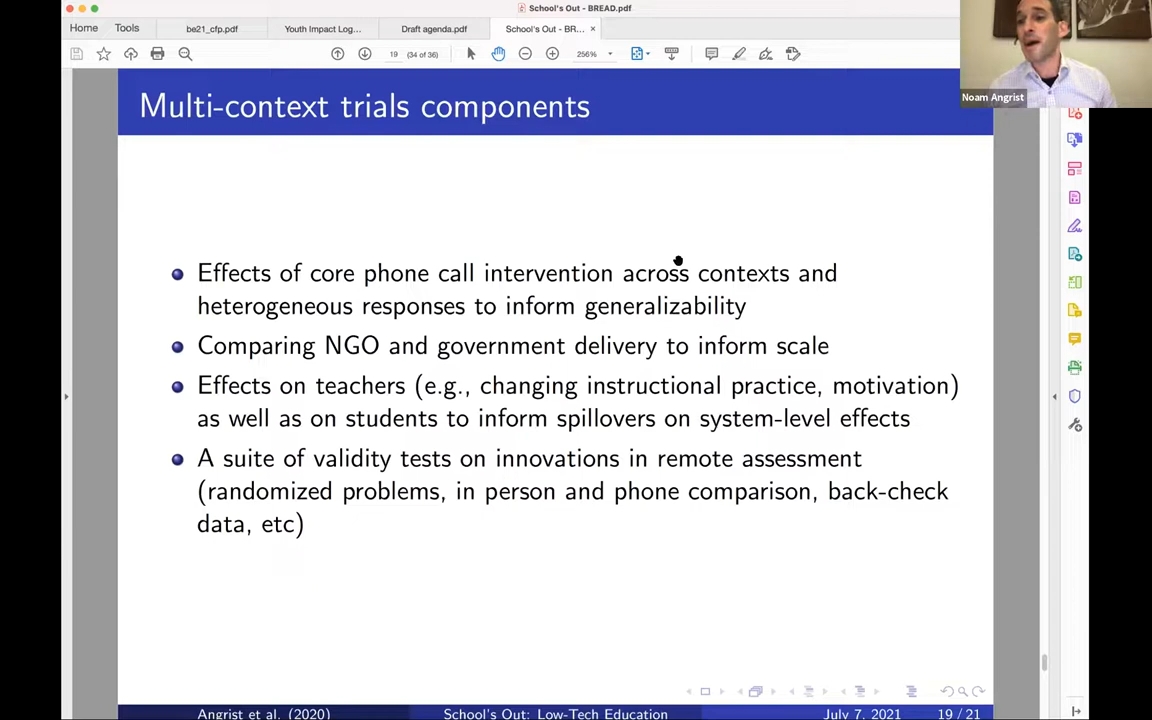 School's Out - BREAD.pdf
Home Tools be21_cfp.pdf Youth Impact Log... Draft agenda.pdf School's Out - BR... ×
19 (34 of 36) 256%
Noam Angrist
Multi-context trials components
Effects of core phone call intervention across contexts and
heterogeneous responses to inform generalizability
Comparing NGO and government delivery to inform scale
Effects on teachers (e.g., changing instructional practice, motivation)
as well as on students to inform spillovers on system-level effects
A suite of validity tests on innovations in remote assessment
(randomized problems, in person and phone comparison, back-check
data, etc)
Angrist et al. (2020) School's Out: Low-Tech Education July 7, 2021 19 / 21